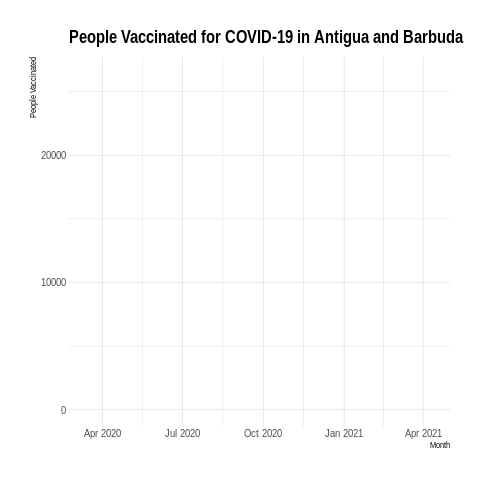 People Vaccinated for COVID-19 in Antigua and Barbuda
People Vaccinated
20000
10000
0
Apr 2020 Jul 2020 Oct 2020 Jan 2021 Apr 2021
Month